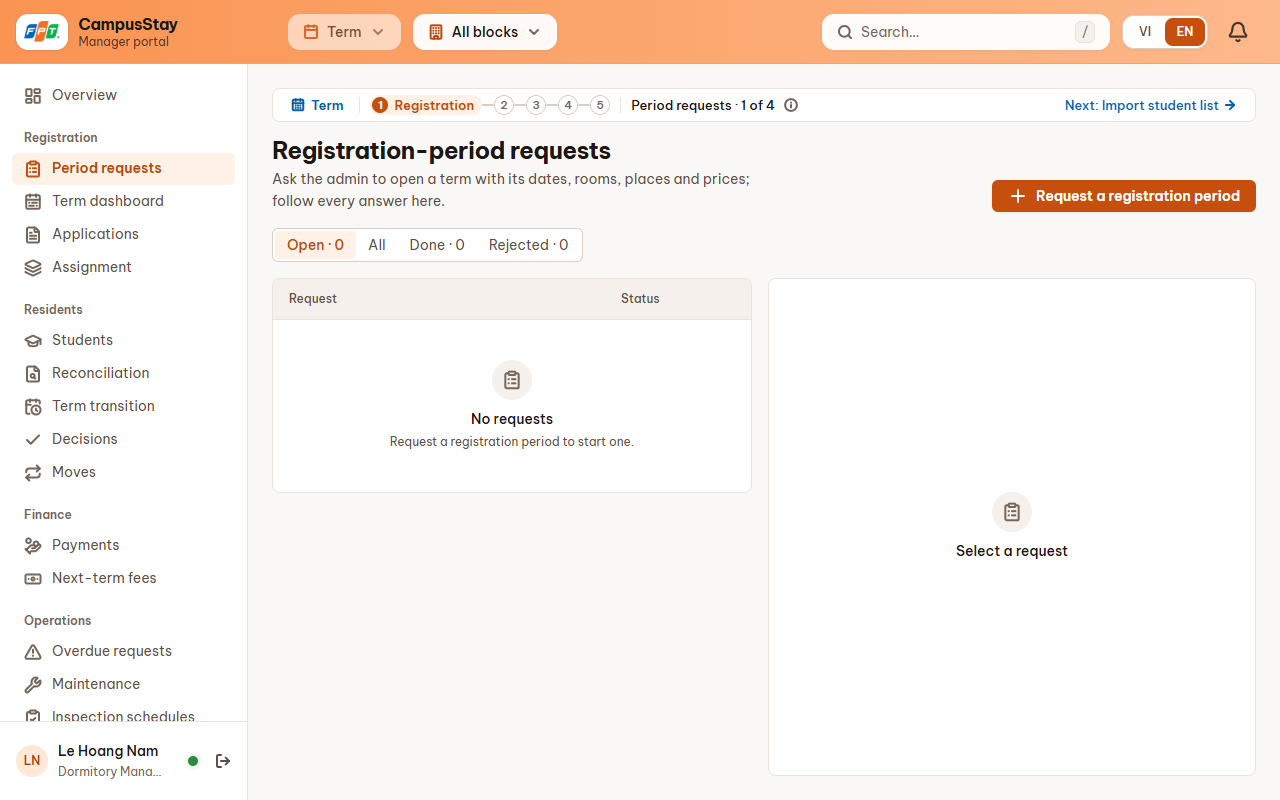 FPT
CampusStay
Manager portal
Term
All blocks
Search...
/
VI
EN
Overview
Registration
Period requests
Term dashboard
Applications
Assignment
Residents
Students
Reconciliation
Term transition
Decisions
Moves
Finance
Payments
Next-term fees
Operations
Overdue requests
Maintenance
Inspection schedules
LN
Le Hoang Nam
Dormitory Mana...
Term
1 Registration
2
3
4
5
Period requests · 1 of 4
Next: Import student list
Registration-period requests
Ask the admin to open a term with its dates, rooms, places and prices;
follow every answer here.
Request a registration period
Open · 0
All
Done · 0
Rejected · 0
Request
Status
No requests
Request a registration period to start one.
Select a request